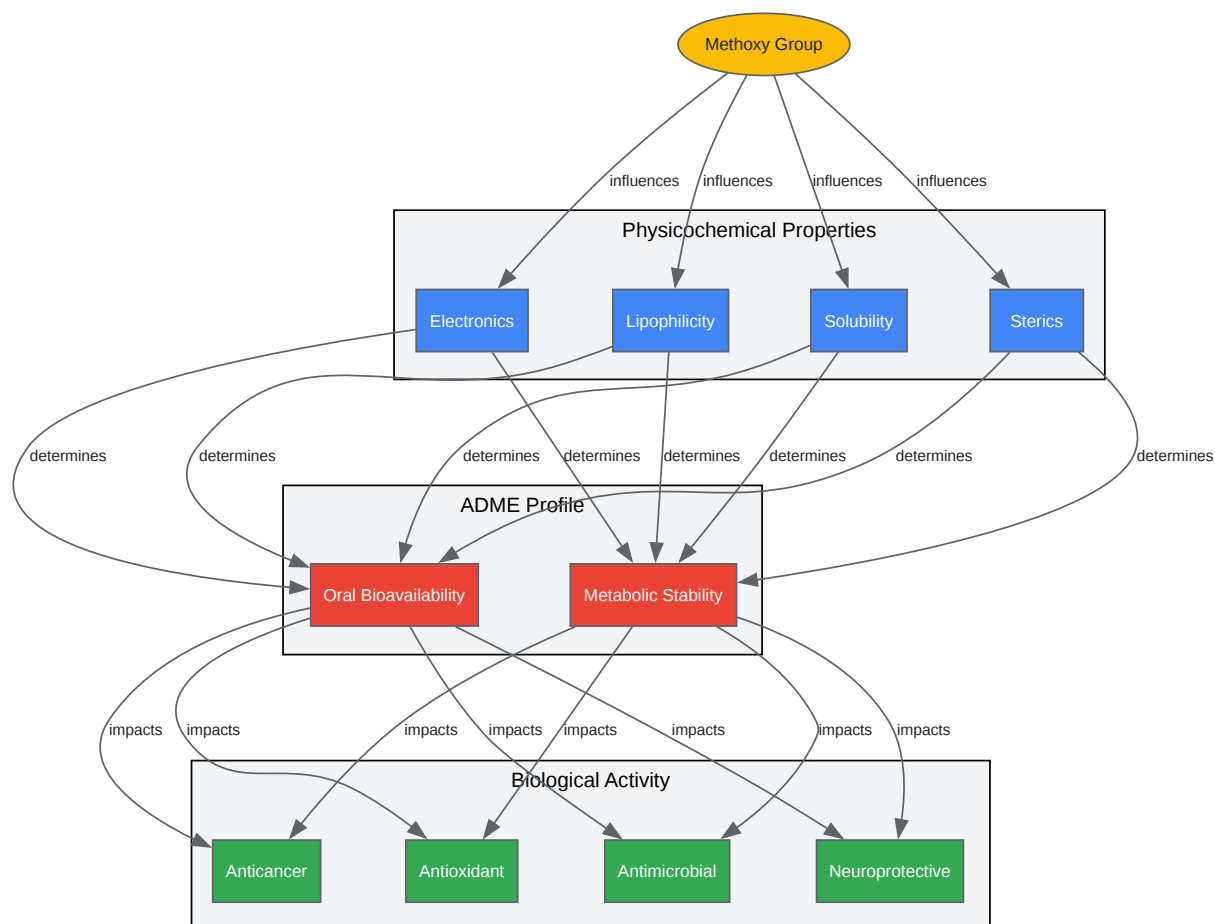 Methoxy Group
influences
influences
influences
influences
Physicochemical Properties
Electronics
Lipophilicity
Solubility
Sterics
determines
determines
determines
determines
determines
determines
determines
determines
ADME Profile
Oral Bioavailability
Metabolic Stability
impacts
impacts
impacts
impacts
impacts
impacts
impacts
impacts
Biological Activity
Anticancer
Antioxidant
Antimicrobial
Neuroprotective